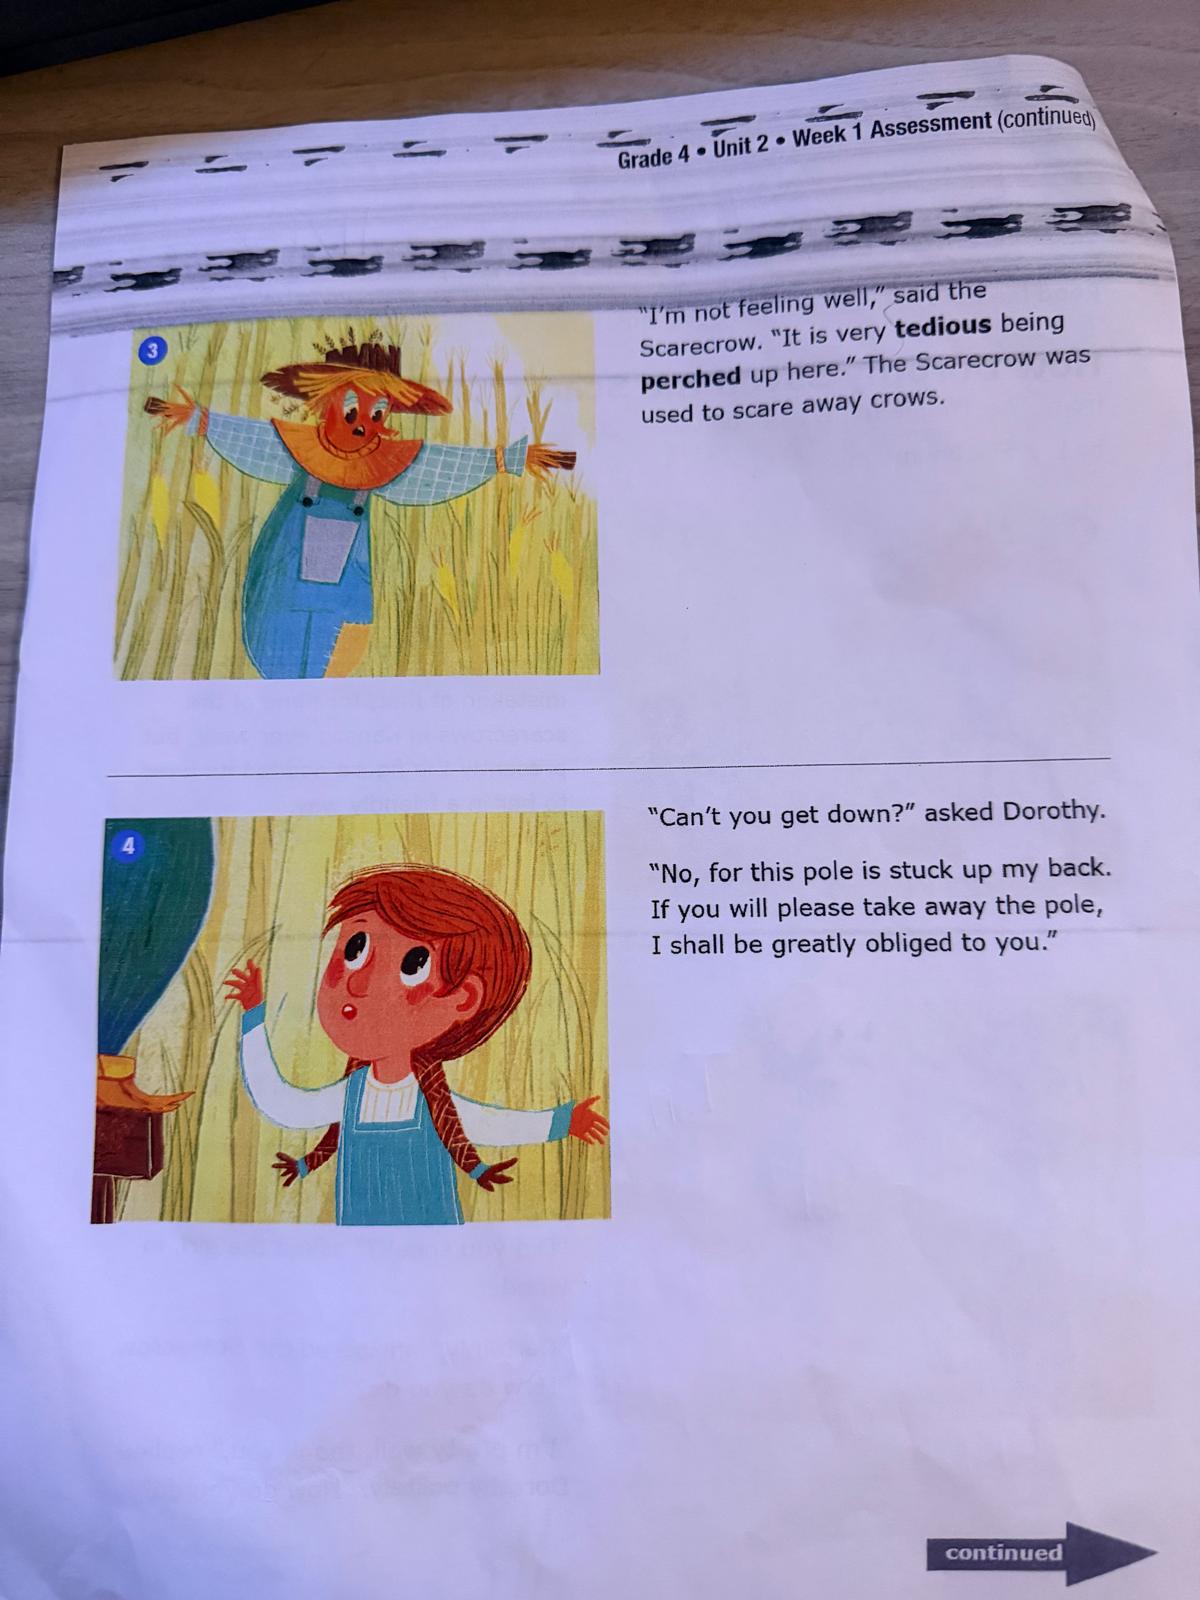 Grade 4 • Unit 2 • Week 1 Assessment (continued)
3
"I'm not feeling well," said the
Scarecrow. "It is very tedious being
perched up here." The Scarecrow was
used to scare away crows.
4
"Can't you get down?" asked Dorothy.
"No, for this pole is stuck up my back.
If you will please take away the pole,
I shall be greatly obliged to you."
continued